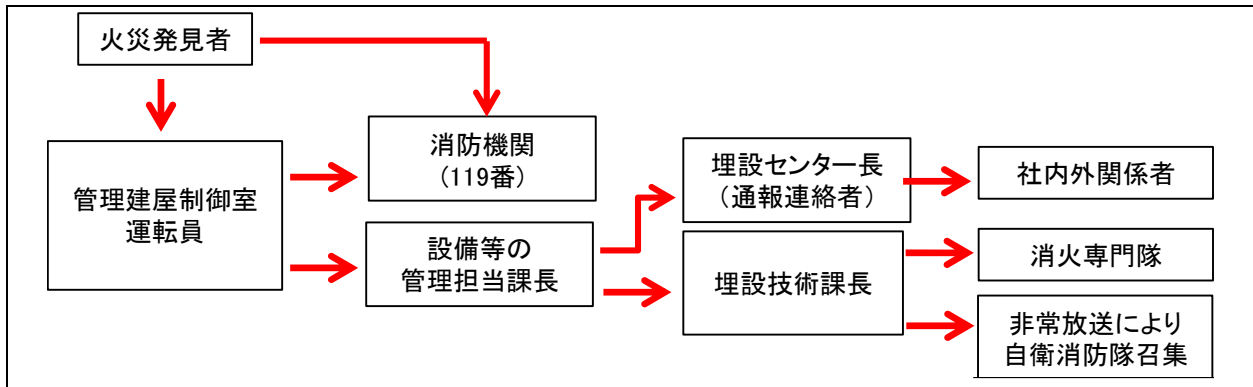 火災発見者
管理建屋制御室
運転員
消防機関
(119番)
設備等の
管理担当課長
埋設センター長
(通報連絡者)
埋設技術課長
社内外関係者
消火専門隊
非常放送により
自衛消防隊召集